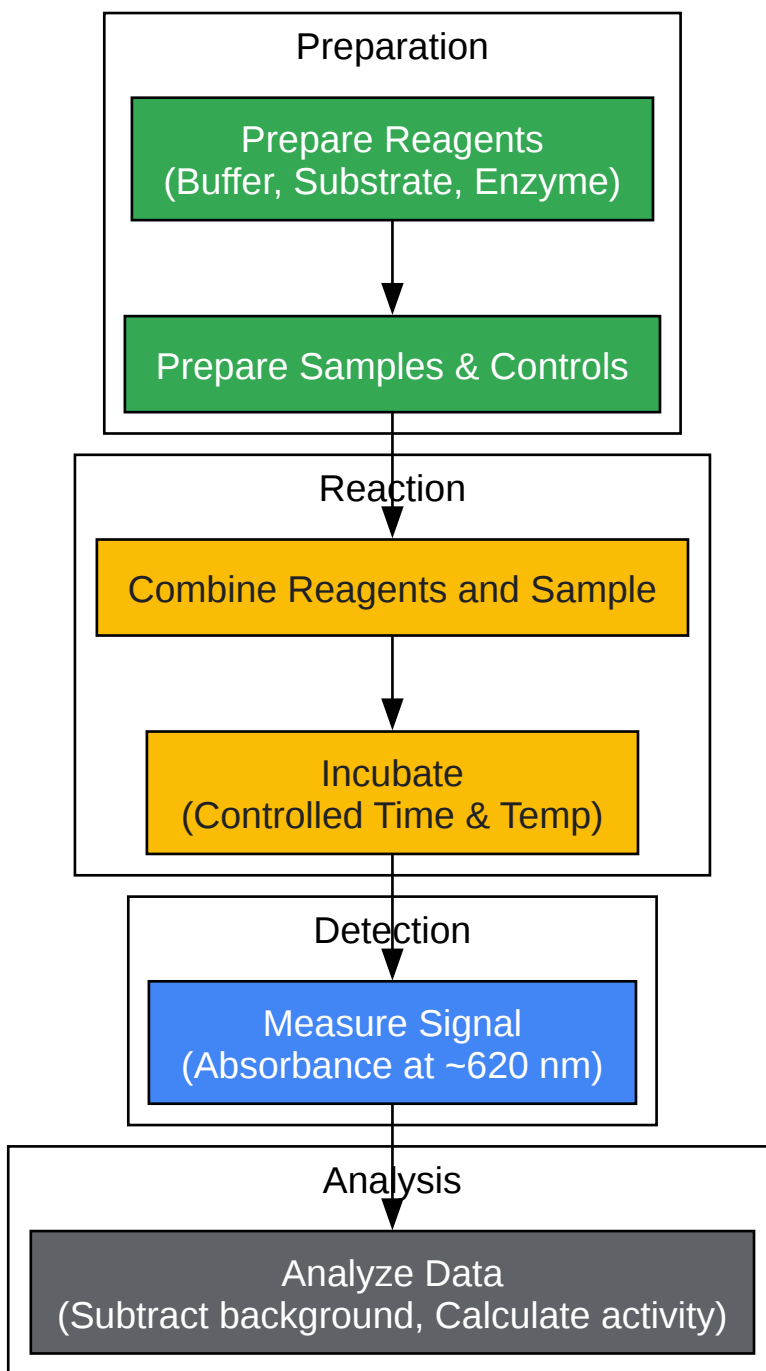 Preparation
Prepare Reagents
(Buffer, Substrate, Enzyme)
Prepare Samples & Controls
Reaction
Combine Reagents and Sample
Incubate
(Controlled Time & Temp)
Detection
Measure Signal
(Absorbance at ~620 nm)
Analysis
Analyze Data
(Subtract background, Calculate activity)